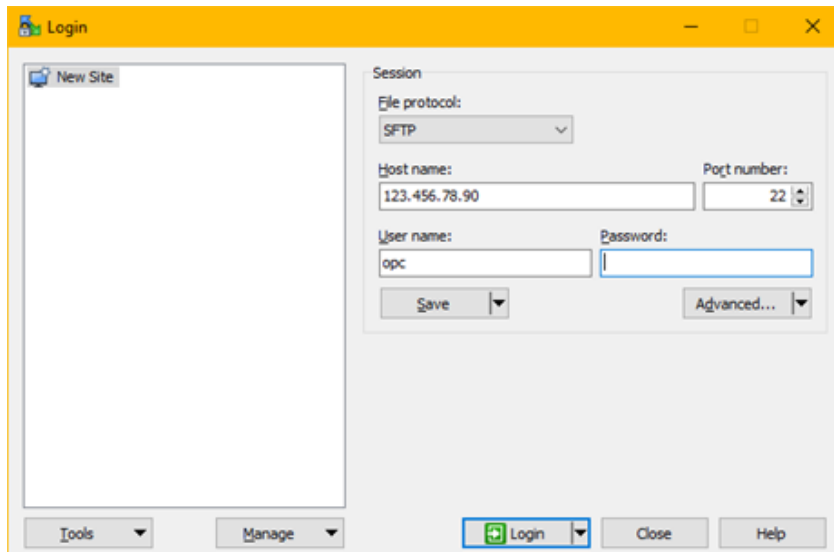 Login
New Site
Session
File protocol:
SFTP
Host name:
Port number:
123.456.78.90
22
User name:
Password:
opc
Save
Advanced...
Tools
Manage
Login
Close
Help